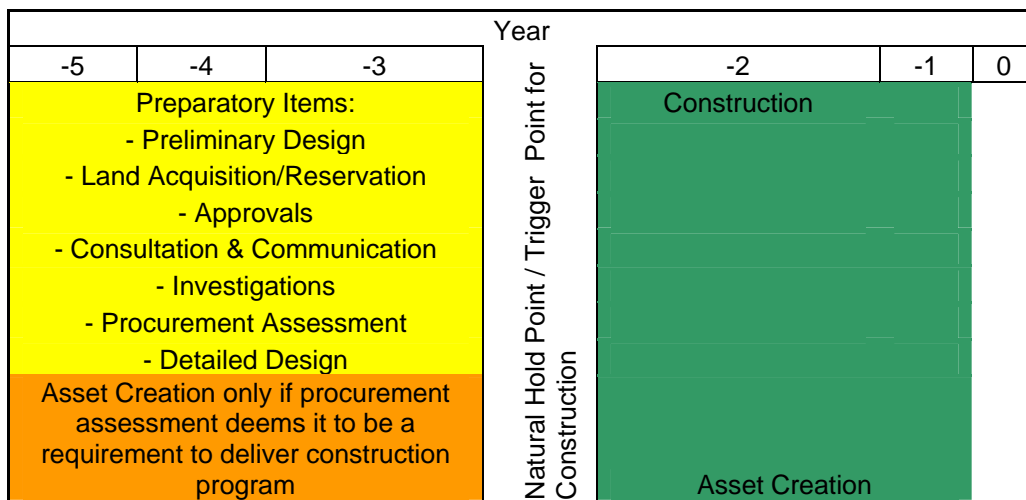 Year
-5 -4 -3 -2 -1 0
Preparatory Items:
- Preliminary Design
- Land Acquisition/Reservation
- Approvals
- Consultation & Communication
- Investigations
- Procurement Assessment
- Detailed Design
Asset Creation only if procurement
assessment deems it to be a
requirement to deliver construction
program
Natural Hold Point / Trigger Point for
Construction
Construction
Asset Creation